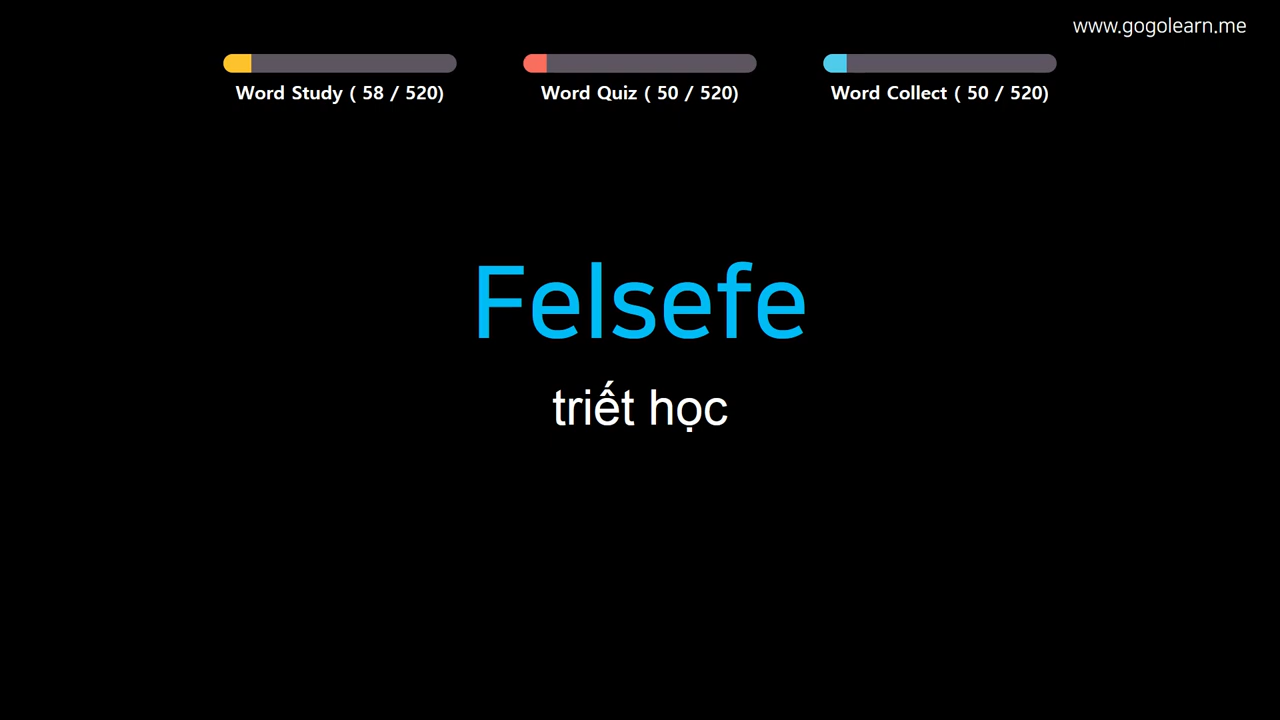 www.gogolearn.me
Word Study ( 58 / 520)
Word Quiz ( 50 / 520)
Word Collect ( 50 / 520)
Felsefe
triết học